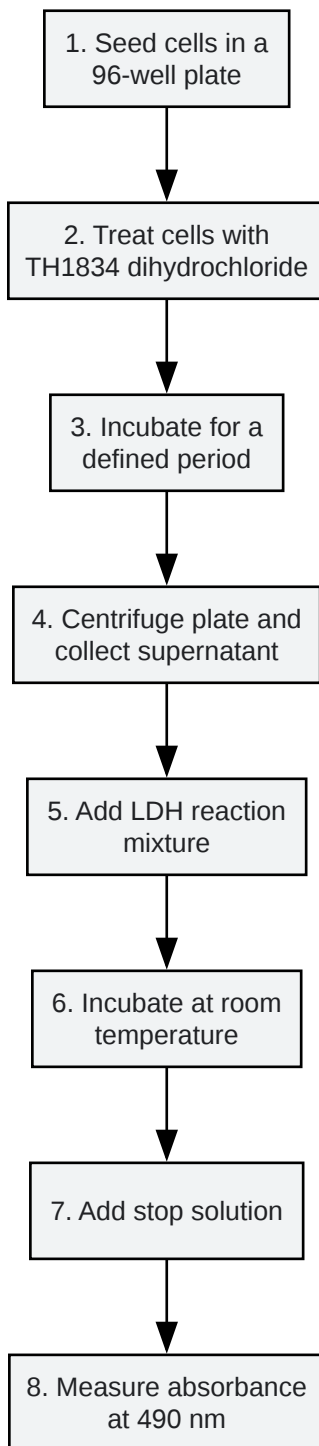 1. Seed cells in a
96-well plate
2. Treat cells with
TH1834 dihydrochloride
3. Incubate for a
defined period
4. Centrifuge plate and
collect supernatant
5. Add LDH reaction
mixture
6. Incubate at room
temperature
7. Add stop solution
8. Measure absorbance
at 490 nm